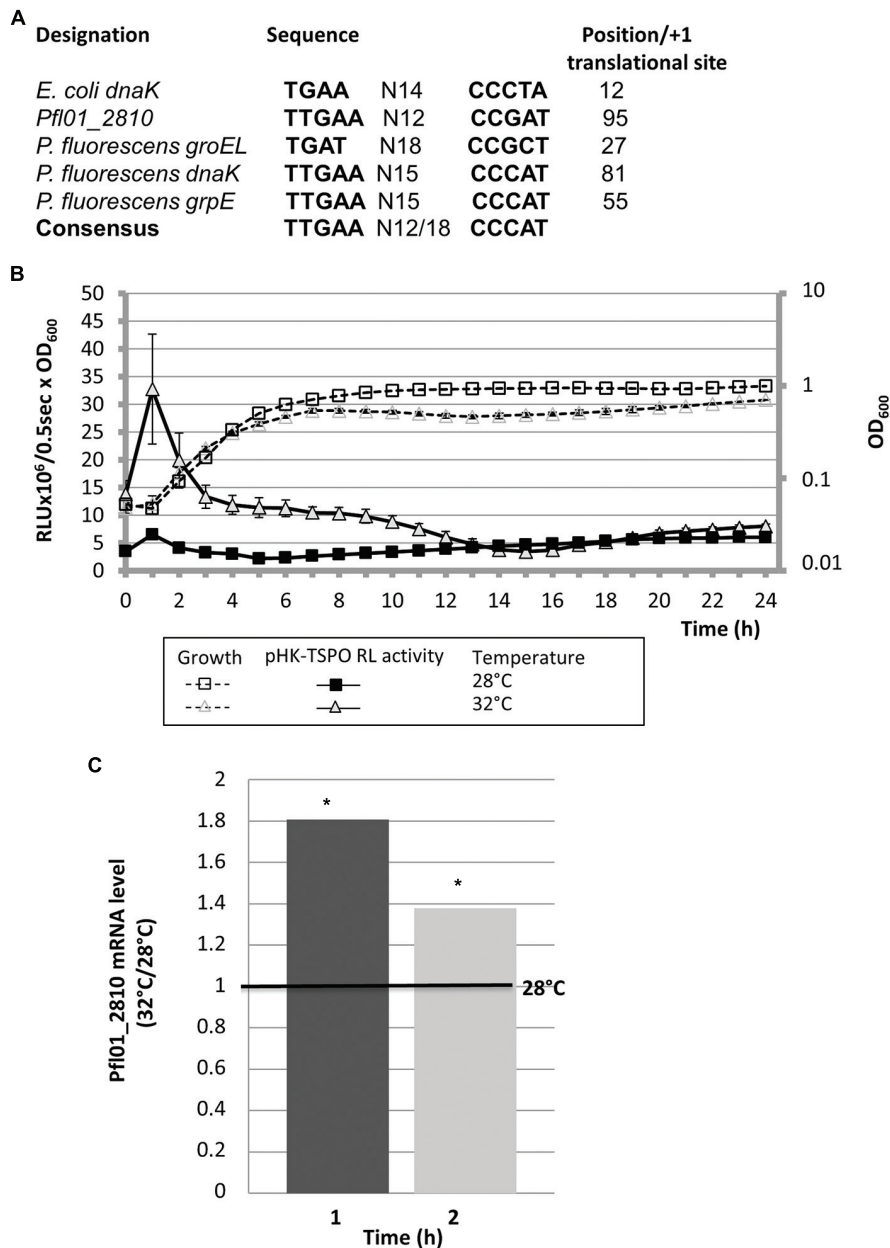 A
Designation Sequence Position/+1
translational site
E. coli dnaK TGAA N14 CCCTA 12
Pfl01_2810 TTGAA N12 CCGAT 95
P. fluorescens groEL TGAT N18 CCGCT 27
P. fluorescens dnaK TTGAA N15 CCCAT 81
P. fluorescens grpE TTGAA N15 CCCAT 55
Consensus TTGAA N12/18 CCCAT
B
RLUx10⁶/0.5sec x OD₆₀₀
50
45
40
35
30
25
20
15
10
5
0
10
1
0.1
0.01
OD₆₀₀
0 2 4 6 8 10 12 14 16 18 20 22 24
Time (h)
Growth pHK-TSPO RL activity Temperature
28°C
32°C
C
Pfl01_2810 mRNA level
(32°C/28°C)
2
1.8
1.6
1.4
1.2
1
0.8
0.6
0.4
0.2
0
*
*
28°C
1 2
Time (h)